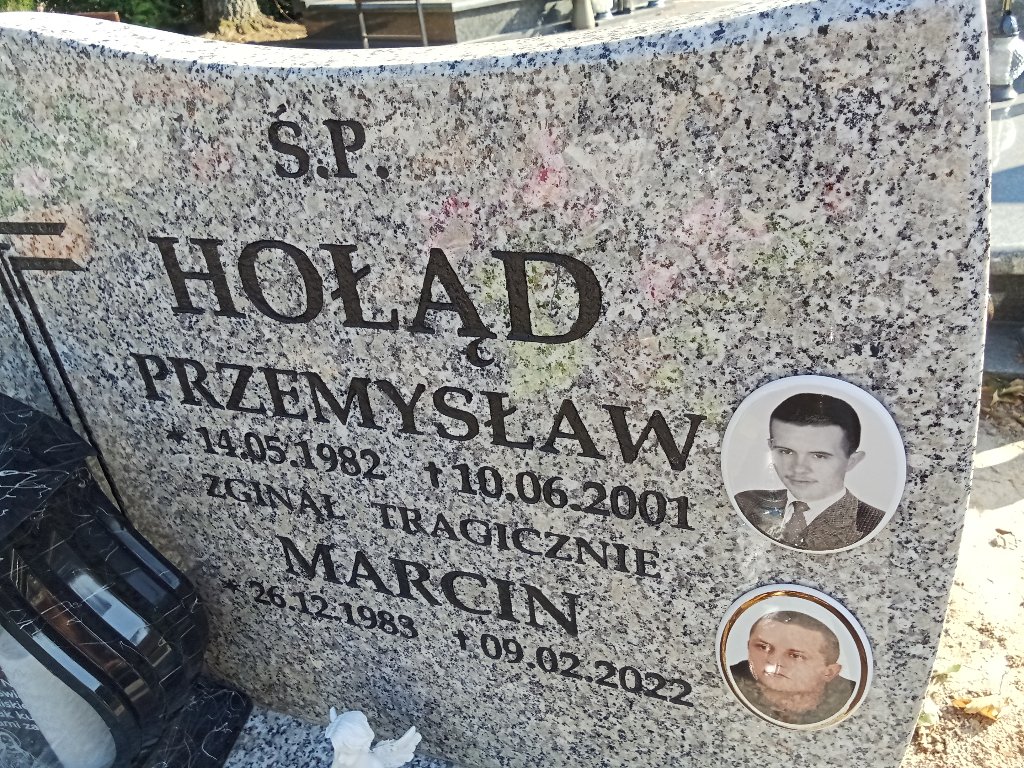 Ś.P.
HOŁĄD
PRZEMYSŁAW
* 14.05.1982 † 10.06.2001
ZGINĄŁ TRAGICZNIE
MARCIN
* 26.12.1983 † 09.02.2022